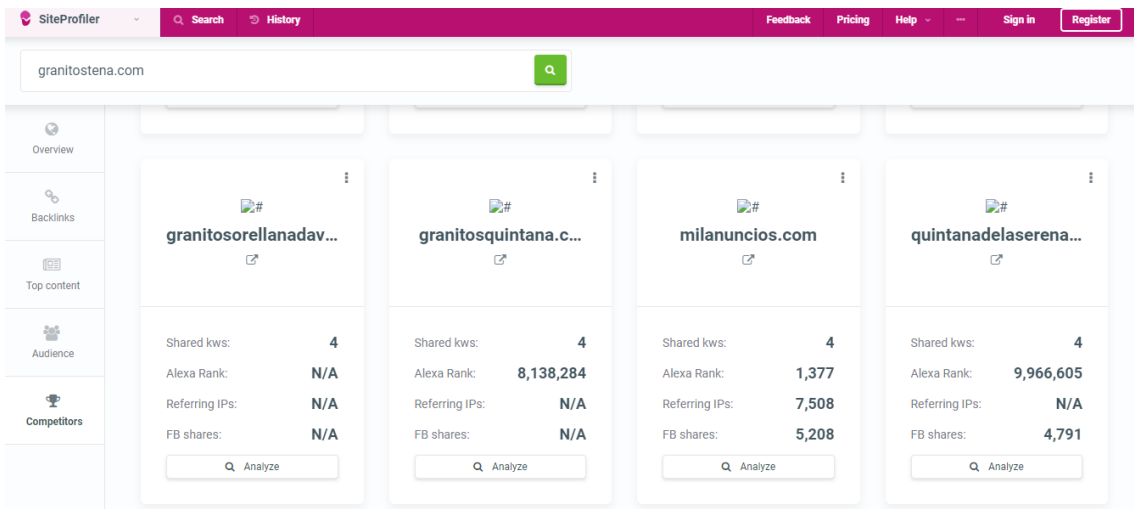 SiteProfiler Search History Feedback Pricing Help ··· Sign in Register
granitostena.com
Overview
Backlinks
Top content
Audience
Competitors
# # # #
granitosorellanadav... granitosquintana.c... milanuncios.com quintanadelaserena...
Shared kws: 4 Shared kws: 4 Shared kws: 4 Shared kws: 4
Alexa Rank: N/A Alexa Rank: 8,138,284 Alexa Rank: 1,377 Alexa Rank: 9,966,605
Referring IPs: N/A Referring IPs: N/A Referring IPs: 7,508 Referring IPs: N/A
FB shares: N/A FB shares: N/A FB shares: 5,208 FB shares: 4,791
Analyze Analyze Analyze Analyze